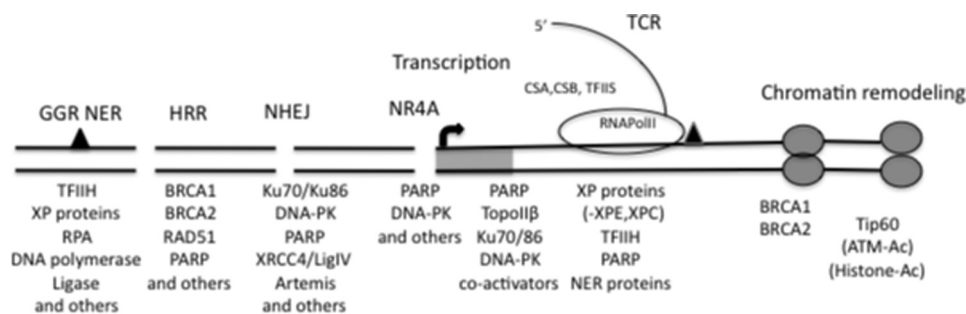 5'
TCR
Transcription
CSA,CSB, TFIIS
Chromatin remodeling
GGR NER
HRR
NHEJ
NR4A
RNAPolII
TFIIH
XP proteins
RPA
DNA polymerase
Ligase
and others
BRCA1
BRCA2
RAD51
PARP
and others
Ku70/Ku86
DNA-PK
PARP
XRCC4/LigIV
Artemis
and others
PARP
DNA-PK
and others
PARP
TopoIIβ
Ku70/86
DNA-PK
co-activators
XP proteins
(-XPE,XPC)
TFIIH
PARP
NER proteins
BRCA1
BRCA2
Tip60
(ATM-Ac)
(Histone-Ac)